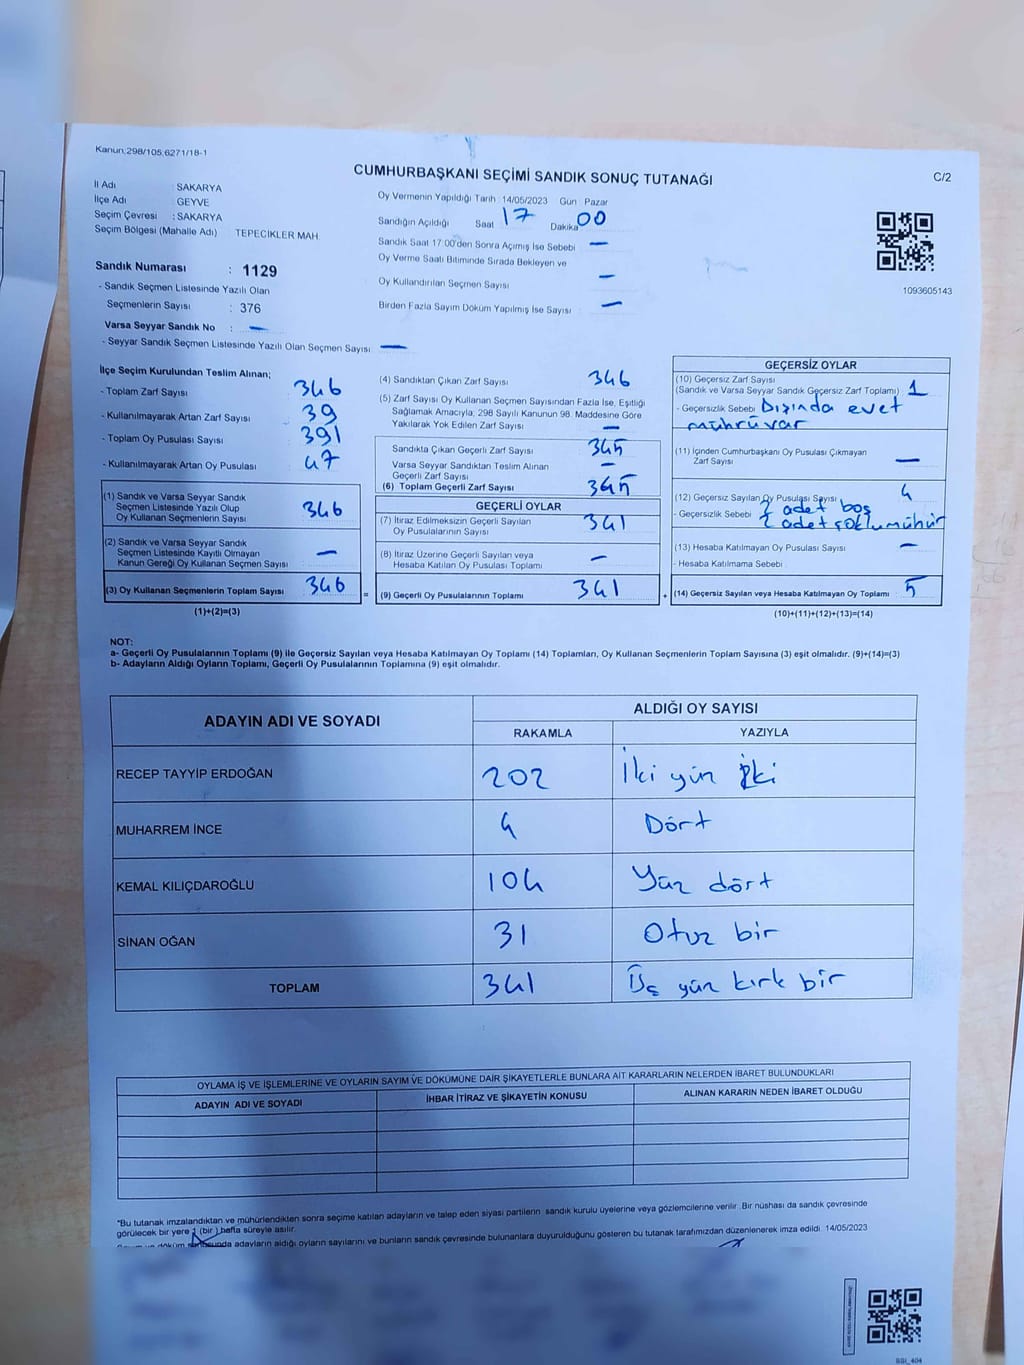 Kanun:298/105,6271/18-1
CUMHURBAŞKANI SEÇİMİ SANDIK SONUÇ TUTANAĞI
C/2
İl Adı : SAKARYA
İlçe Adı : GEYVE
Seçim Çevresi : SAKARYA
Seçim Bölgesi (Mahalle Adı) TEPECIKLER MAH.
Oy Vermenin Yapıldığı Tarih :14/05/2023 Gün : Pazar
Sandığın Açıldığı Saat 17 Dakika 00
Sandık Saat 17:00'den Sonra Açılmış İse Sebebi : —
Oy Verme Saati Bitiminde Sırada Bekleyen ve
Oy Kullandırılan Seçmen Sayısı : —
Birden Fazla Sayım Döküm Yapılmış İse Sayısı : —
1093605143
Sandık Numarası : 1129
- Sandık Seçmen Listesinde Yazılı Olan
Seçmenlerin Sayısı : 376
Varsa Seyyar Sandık No : —
- Seyyar Sandık Seçmen Listesinde Yazılı Olan Seçmen Sayısı : —
İlçe Seçim Kurulundan Teslim Alınan;
- Toplam Zarf Sayısı : 346
- Kullanılmayarak Artan Zarf Sayısı : 39
- Toplam Oy Pusulası Sayısı : 391
- Kullanılmayarak Artan Oy Pusulası : 47
(1) Sandık ve Varsa Seyyar Sandık
Seçmen Listesinde Yazılı Olup
Oy Kullanan Seçmenlerin Sayısı : 346
(2) Sandık ve Varsa Seyyar Sandık
Seçmen Listesinde Kayıtlı Olmayan
Kanun Gereği Oy Kullanan Seçmen Sayısı : —
(3) Oy Kullanan Seçmenlerin Toplam Sayısı : 346
(1)+(2)=(3)
(4) Sandıktan Çıkan Zarf Sayısı : 346
(5) Zarf Sayısı Oy Kullanan Seçmen Sayısından Fazla İse, Eşitliği
Sağlamak Amacıyla; 298 Sayılı Kanunun 98. Maddesine Göre
Yakılarak Yok Edilen Zarf Sayısı : —
Sandıkta Çıkan Geçerli Zarf Sayısı : 345
Varsa Seyyar Sandıktan Teslim Alınan
Geçerli Zarf Sayısı : —
(6) Toplam Geçerli Zarf Sayısı : 345
GEÇERLİ OYLAR
(7) İtiraz Edilmeksizin Geçerli Sayılan
Oy Pusulalarının Sayısı : 341
(8) İtiraz Üzerine Geçerli Sayılan veya
Hesaba Katılan Oy Pusulası Toplamı : —
= (9) Geçerli Oy Pusulalarının Toplamı : 341
GEÇERSİZ OYLAR
(10) Geçersiz Zarf Sayısı
(Sandık ve Varsa Seyyar Sandık Geçersiz Zarf Toplamı) : 1
- Geçersizlik Sebebi : Dışında evet
mührü var
(11) İçinden Cumhurbaşkanı Oy Pusulası Çıkmayan
Zarf Sayısı : —
(12) Geçersiz Sayılan Oy Pusulası Sayısı : 4
- Geçersizlik Sebebi : 2 adet boş
2 adet çoklu mühür
(13) Hesaba Katılmayan Oy Pusulası Sayısı : —
- Hesaba Katılmama Sebebi :
+ (14) Geçersiz Sayılan veya Hesaba Katılmayan Oy Toplamı : 5
(10)+(11)+(12)+(13)=(14)
NOT:
a- Geçerli Oy Pusulalarının Toplamı (9) ile Geçersiz Sayılan veya Hesaba Katılmayan Oy Toplamı (14) Toplamları, Oy Kullanan Seçmenlerin Toplam Sayısına (3) eşit olmalıdır. (9)+(14)=(3)
b- Adayların Aldığı Oyların Toplamı, Geçerli Oy Pusulalarının Toplamına (9) eşit olmalıdır.
ADAYIN ADI VE SOYADI
ALDIĞI OY SAYISI
RAKAMLA YAZIYLA
RECEP TAYYİP ERDOĞAN 202 İki yüz iki
MUHARREM İNCE 4 Dört
KEMAL KILIÇDAROĞLU 104 Yüz dört
SİNAN OĞAN 31 Otuz bir
TOPLAM 341 Üç yüz kırk bir
OYLAMA İŞ VE İŞLEMLERİNE VE OYLARIN SAYIM VE DÖKÜMÜNE DAİR ŞİKAYETLERLE BUNLARA AİT KARARLARIN NELERDEN İBARET BULUNDUKLARI
ADAYIN ADI VE SOYADI İHBAR İTİRAZ VE ŞİKAYETİN KONUSU ALINAN KARARIN NEDEN İBARET OLDUĞU
*Bu tutanak imzalandıktan ve mühürlendikten sonra seçime katılan adayların ve talep eden siyasi partilerin sandık kurulu üyelerine veya gözlemcilerine verilir. Bir nüshası da sandık çevresinde
görülecek bir yere 1 (bir) hafta süreyle asılır.
adayların aldığı oyların sayılarını ve bunların sandık çevresinde bulunanlara duyurulduğunu gösteren bu tutanak tarafımızdan düzenlenerek imza edildi. 14/05/2023
SBI_404